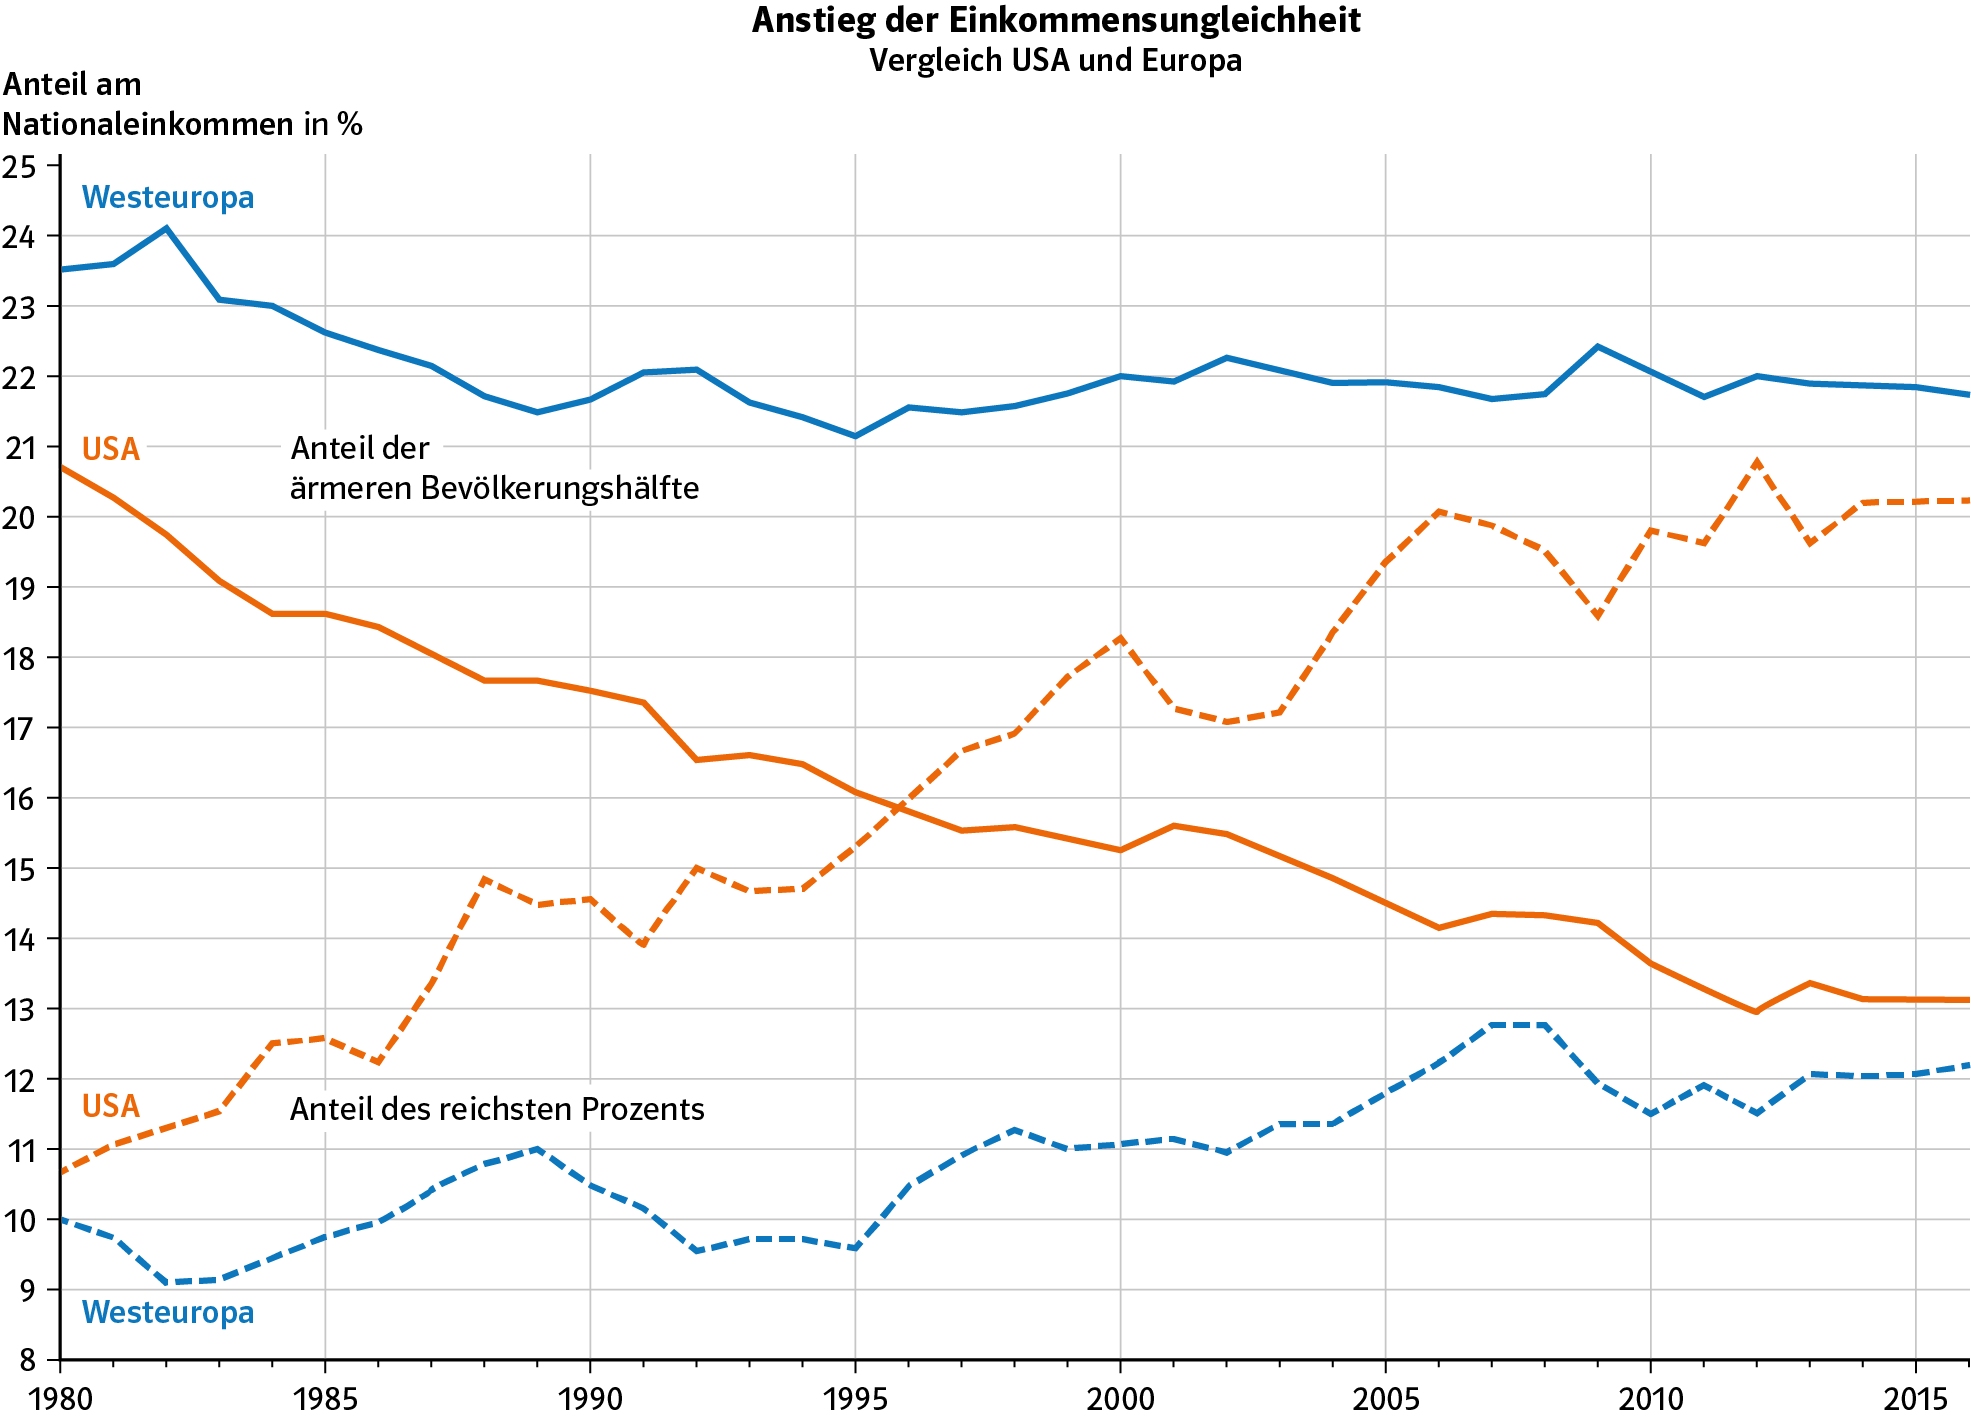 Anstieg der Einkommensungleichheit
Vergleich USA und Europa
Anteil am
Nationaleinkommen in %
25
Westeuropa
24
23
22
21
USA
Anteil der
ärmeren Bevölkerungshälfte
20
19
18
17
16
15
14
13
12
USA
Anteil des reichsten Prozents
11
10
9
Westeuropa
8
1980 1985 1990 1995 2000 2005 2010 2015